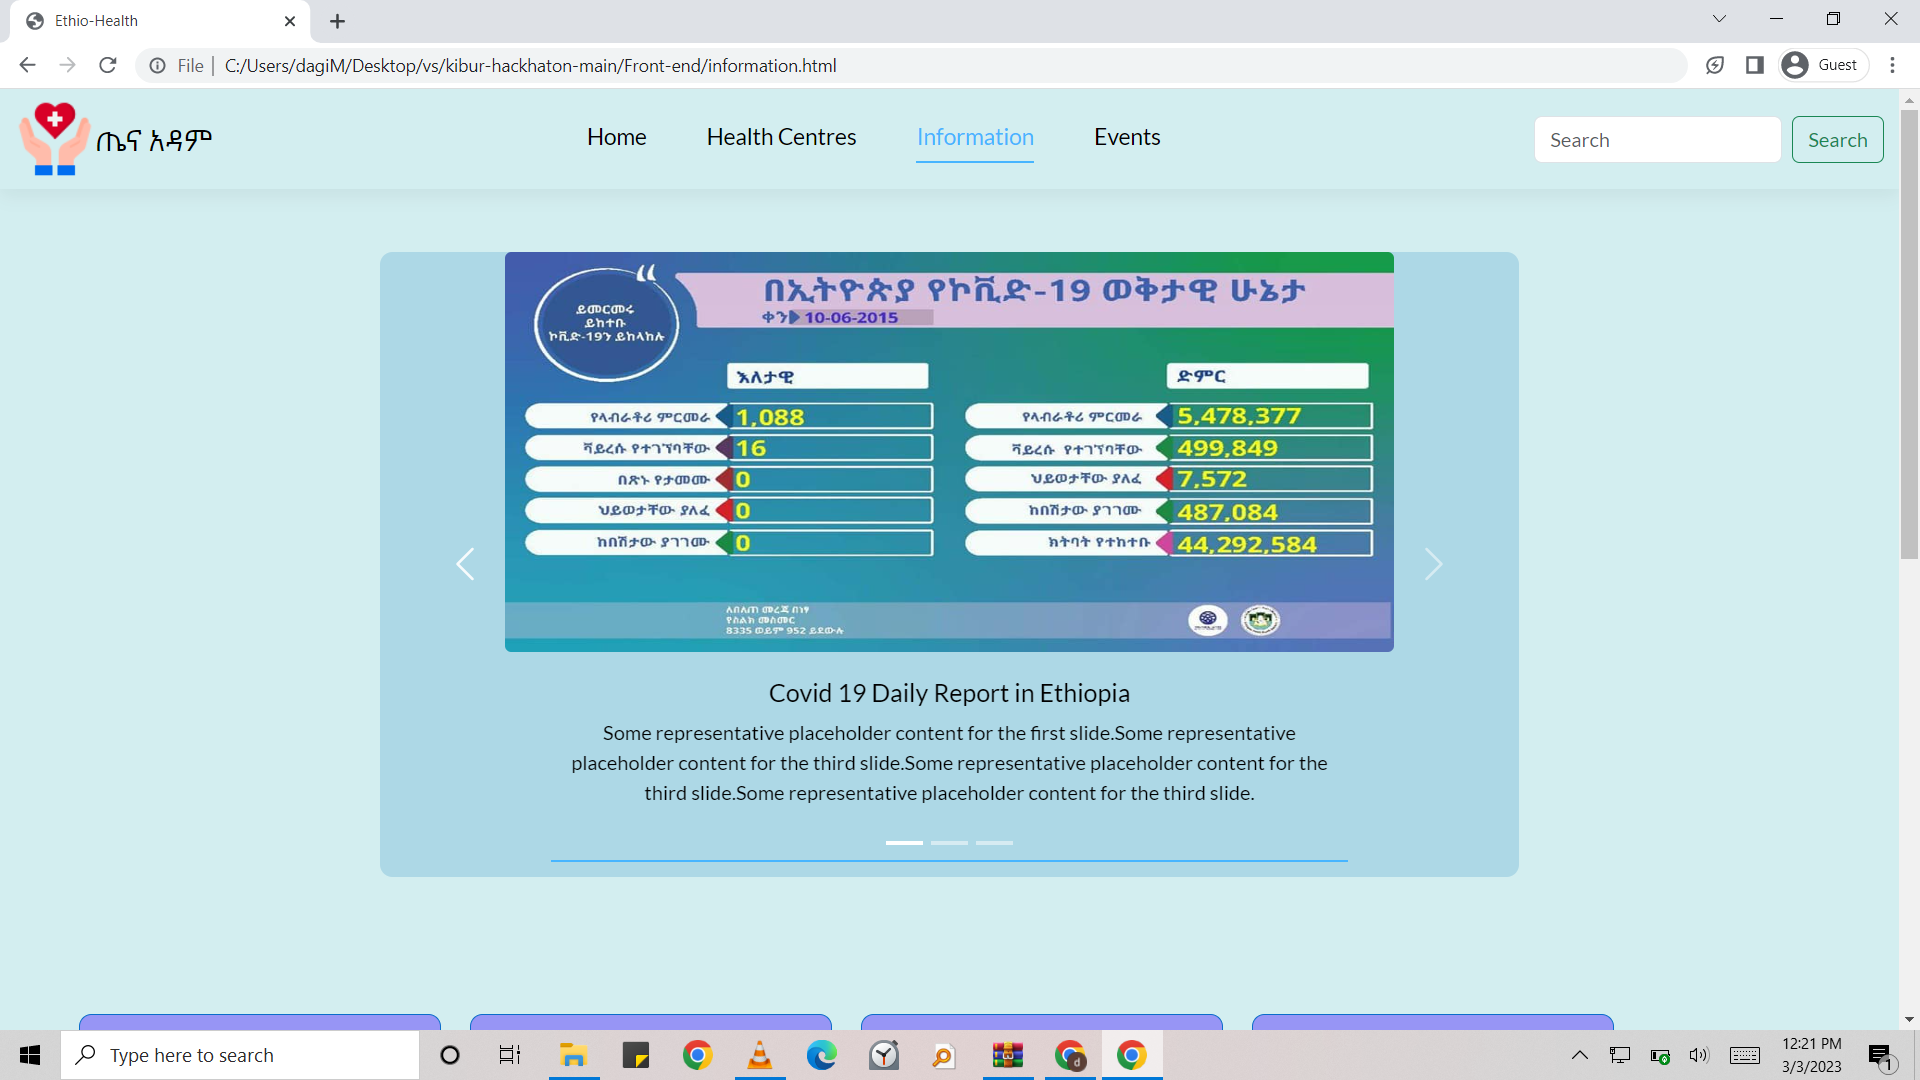 Ethio-Health
File
C:/Users/dagiM/Desktop/vs/kibur-hackhaton-main/Front-end/information.html
Guest
ጤና አዳም
Home
Health Centres
Information
Events
Search
Search
ይመርመሩ
ይከተቡ
ኮቪድ-19ን ይከላከሉ
በኢትዮጵያ የኮቪድ-19 ወቅታዊ ሁኔታ
ቀን 10-06-2015
እለታዊ
የላብራቶሪ ምርመራ 1,088
ቫይረሱ የተገኘባቸው 16
በጽኑ የታመሙ 0
ህይወታቸው ያለፈ 0
ከበሽታው ያገገሙ 0
ድምር
የላብራቶሪ ምርመራ 5,478,377
ቫይረሱ የተገኘባቸው 499,849
ህይወታቸው ያለፈ 7,572
ከበሽታው ያገገሙ 487,084
ክትባት የተከተቡ 44,292,584
ለበለጠ መረጃ በነፃ
የስልክ መስመር
8335 ወይም 952 ይደውሉ
Covid 19 Daily Report in Ethiopia
Some representative placeholder content for the first slide.Some representative
placeholder content for the third slide.Some representative placeholder content for the
third slide.Some representative placeholder content for the third slide.
Type here to search
12:21 PM
3/3/2023
1